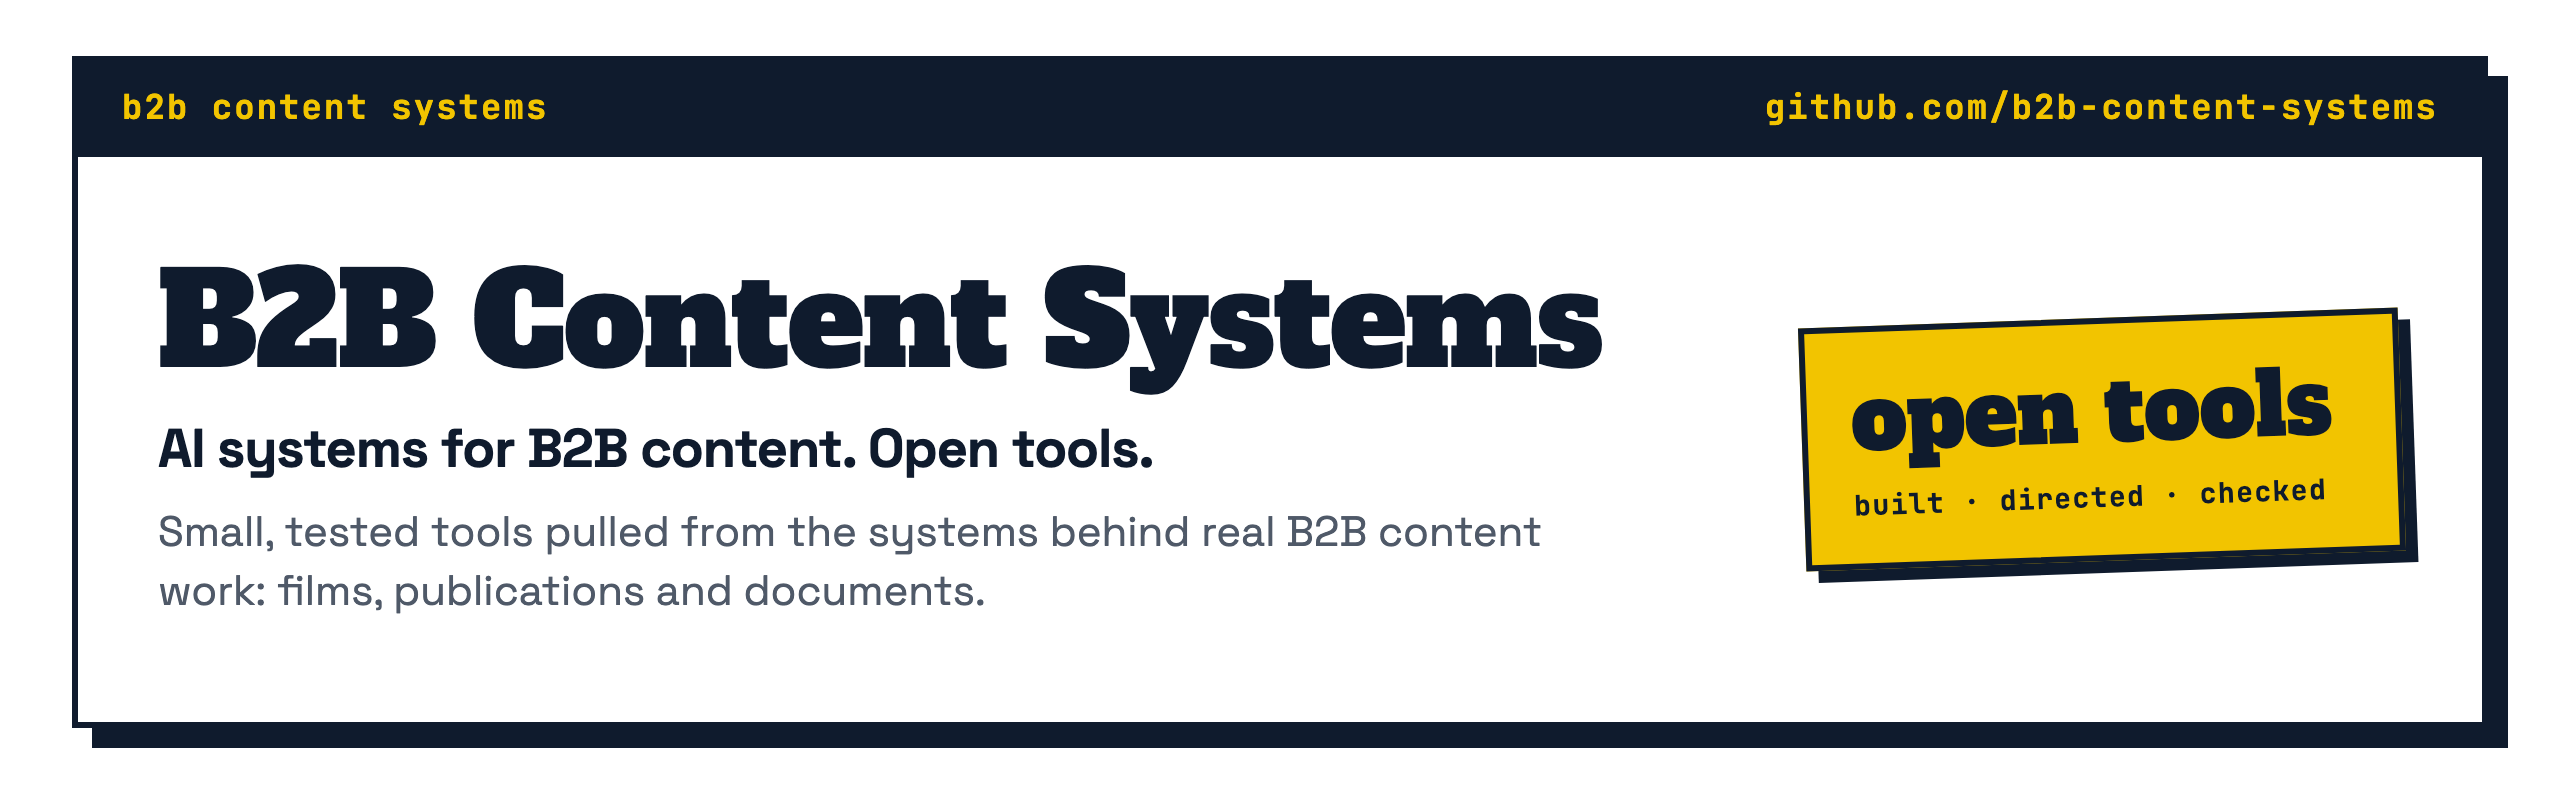 b2b content systems
github.com/b2b-content-systems
B2B Content Systems
AI systems for B2B content. Open tools.
Small, tested tools pulled from the systems behind real B2B content
work: films, publications and documents.
open tools
built · directed · checked